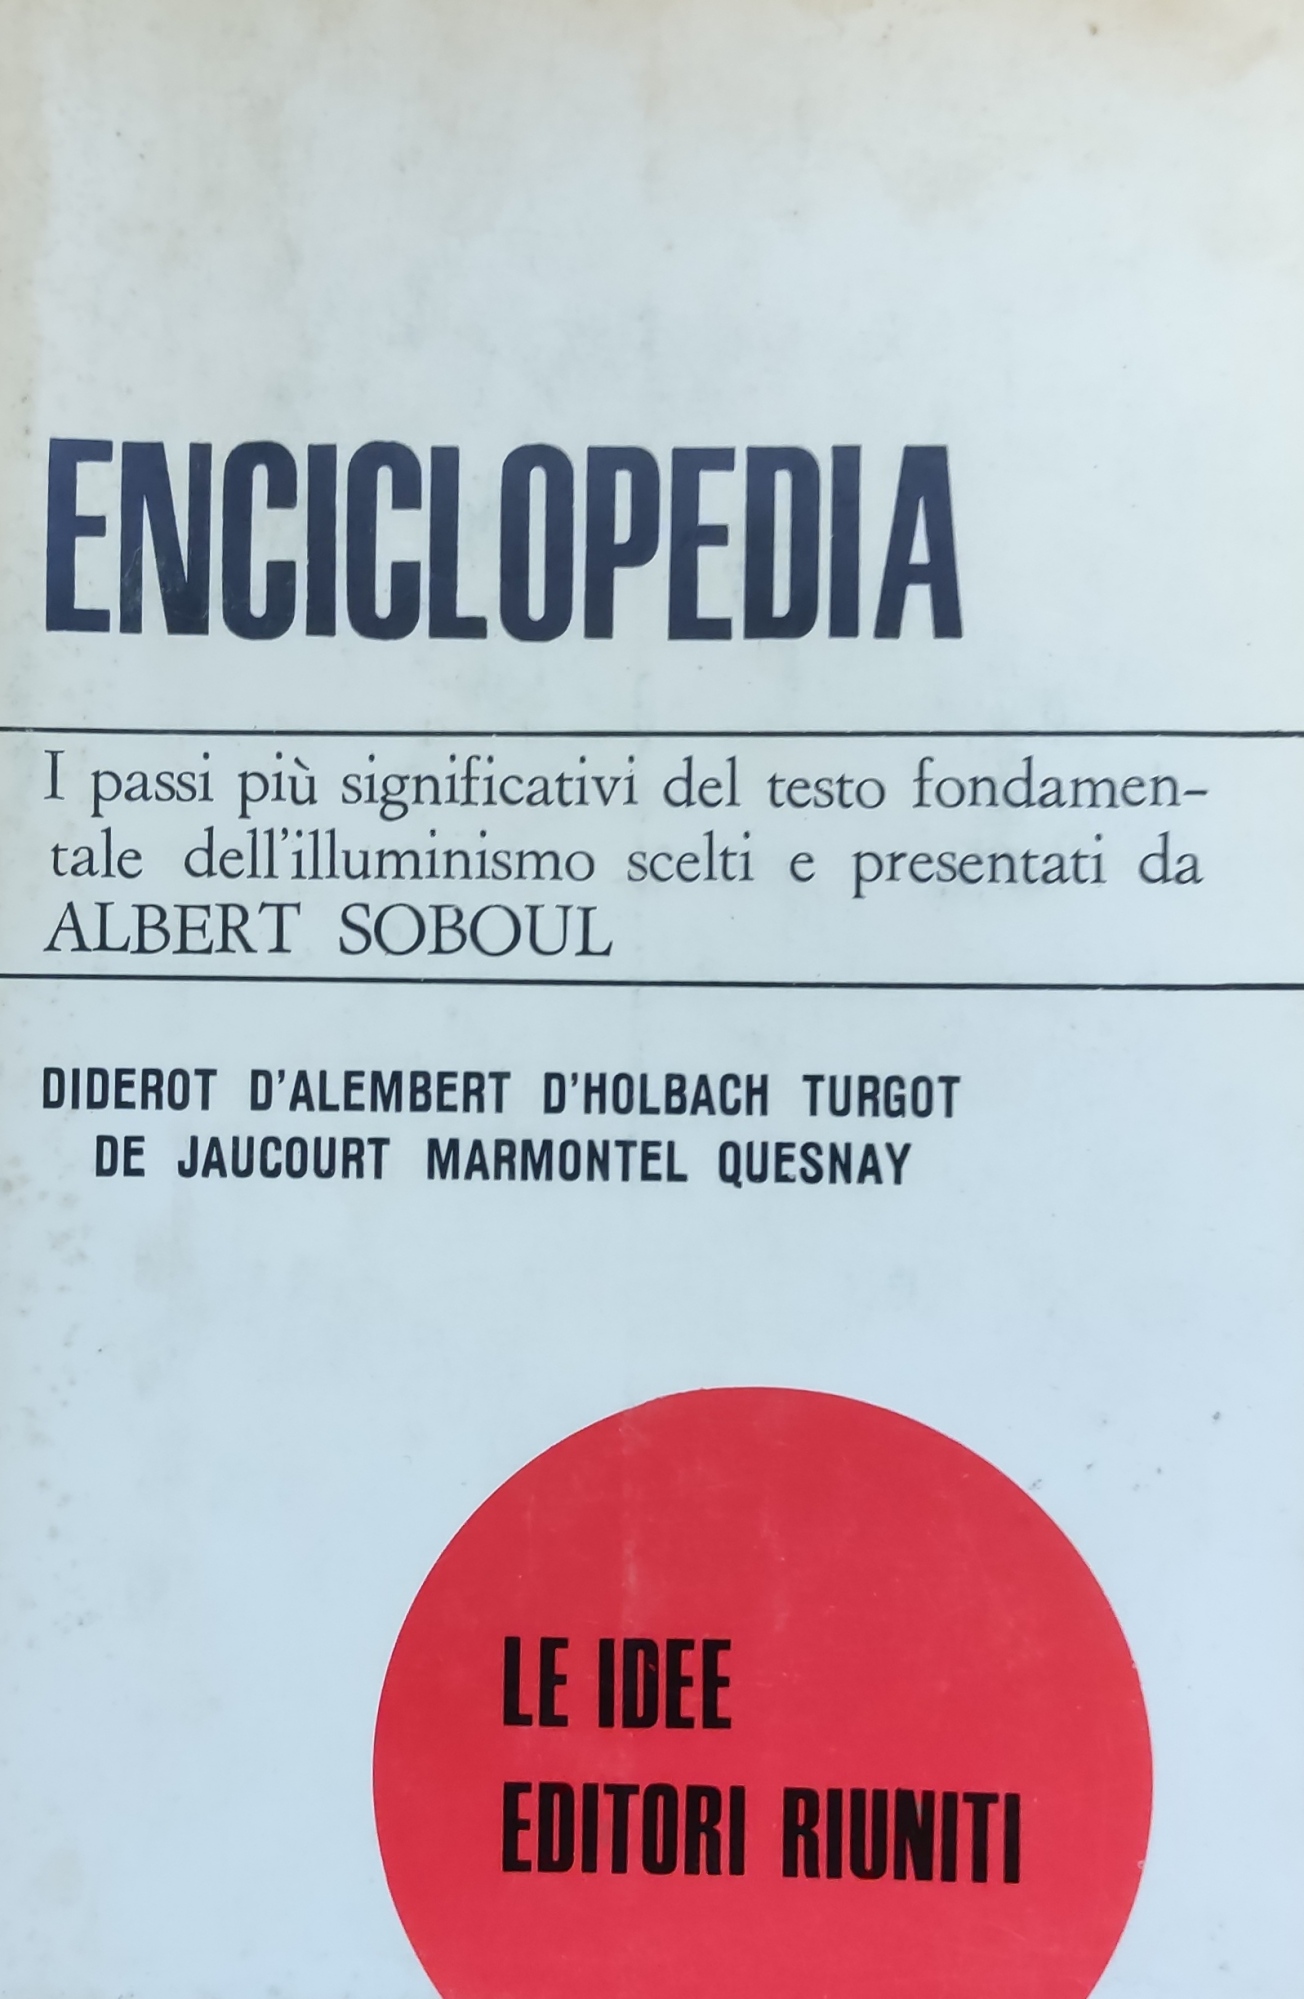 ENCICLOPEDIA
I passi più significativi del testo fondamen-
tale dell'illuminismo scelti e presentati da
ALBERT SOBOUL
DIDEROT D'ALEMBERT D'HOLBACH TURGOT
DE JAUCOURT MARMONTEL QUESNAY
LE IDEE
EDITORI RIUNITI